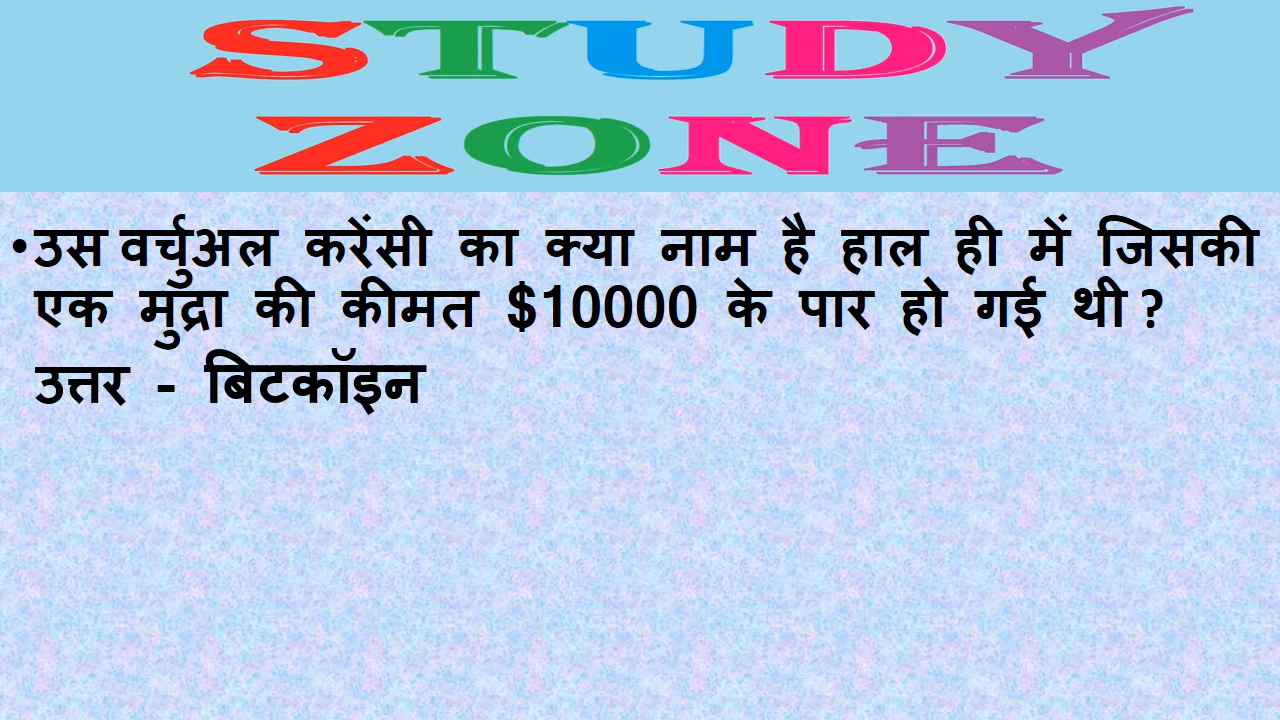 STUDY
ZONE
•उस वर्चुअल करेंसी का क्या नाम है हाल ही में जिसकी
एक मुद्रा की कीमत $10000 के पार हो गई थी ?
उत्तर - बिटकॉइन